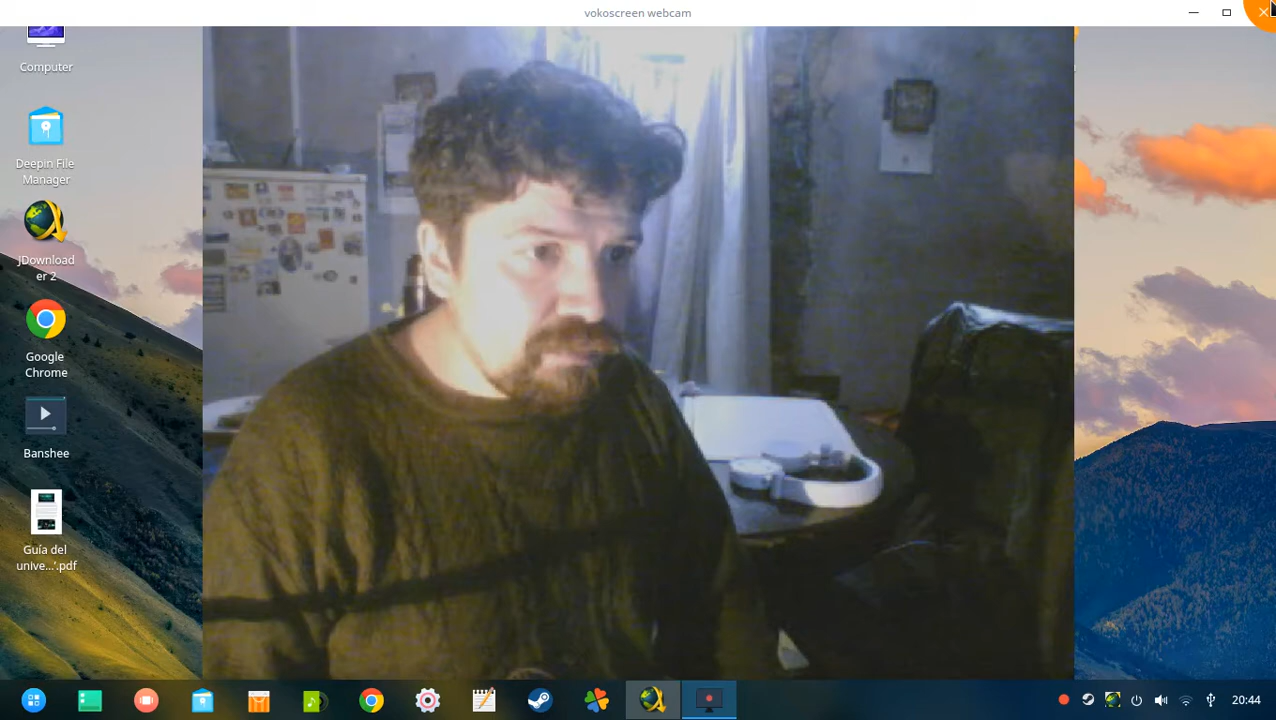 vokoscreen webcam
Computer
Deepin File
Manager
JDownload
er 2
Google
Chrome
Banshee
Guía del
unive...'.pdf
20:44